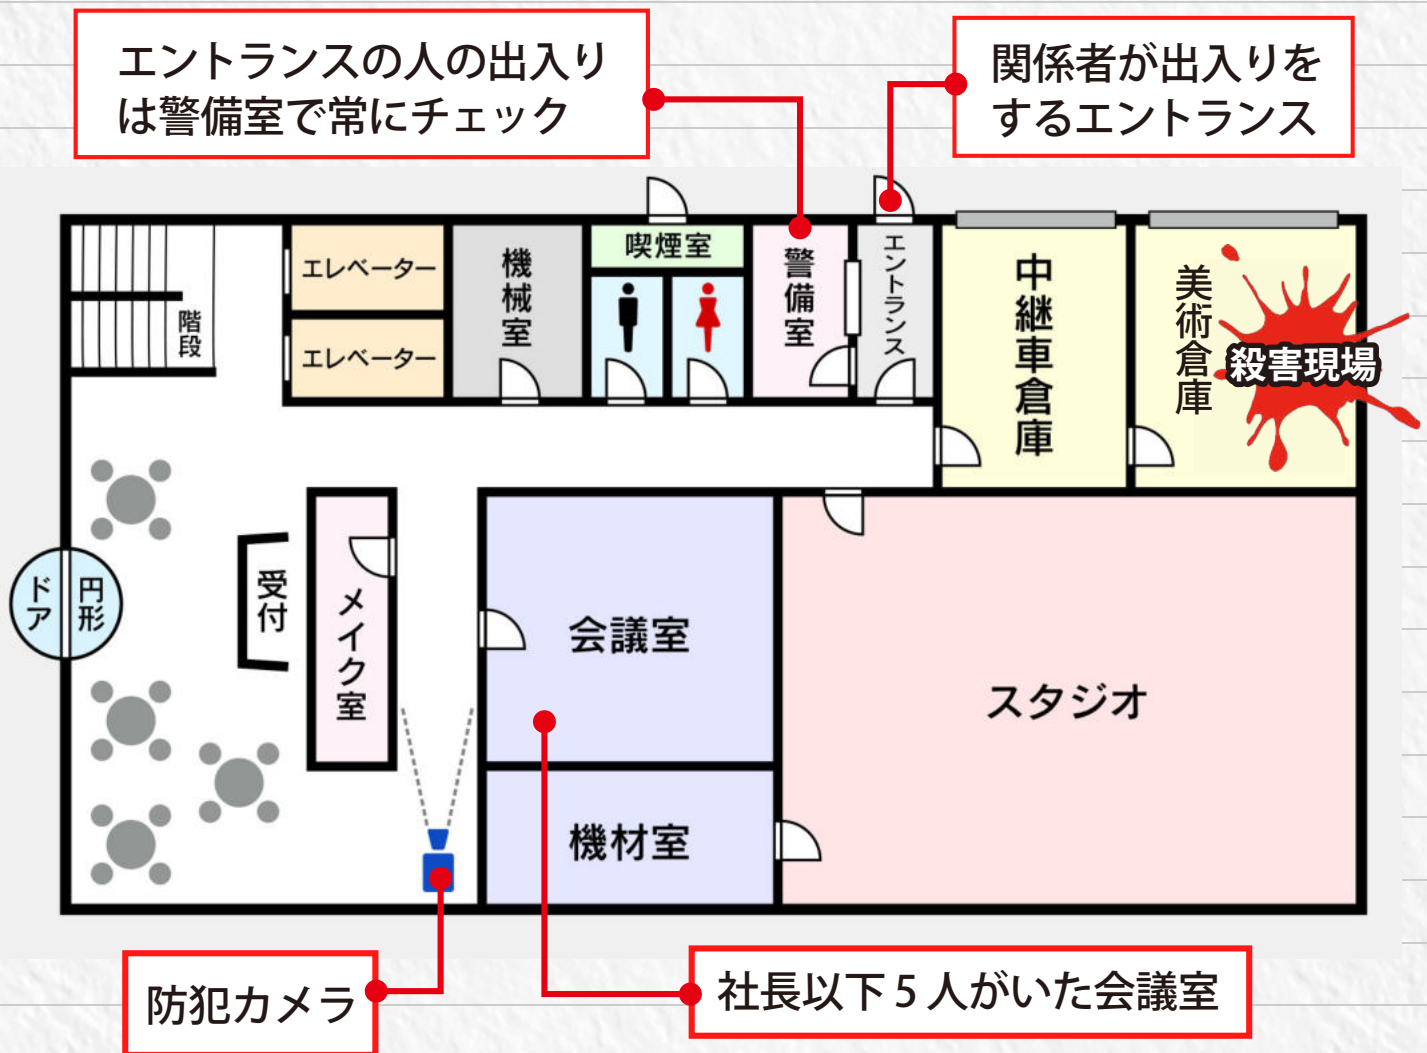 エントランスの人の出入り
は警備室で常にチェック
関係者が出入りを
するエントランス
階段
エレベーター
エレベーター
機械室
喫煙室
警備室
エントランス
中継車倉庫
美術倉庫
殺害現場
円形
ドア
受付
メイク室
会議室
スタジオ
機材室
防犯カメラ
社長以下5人がいた会議室